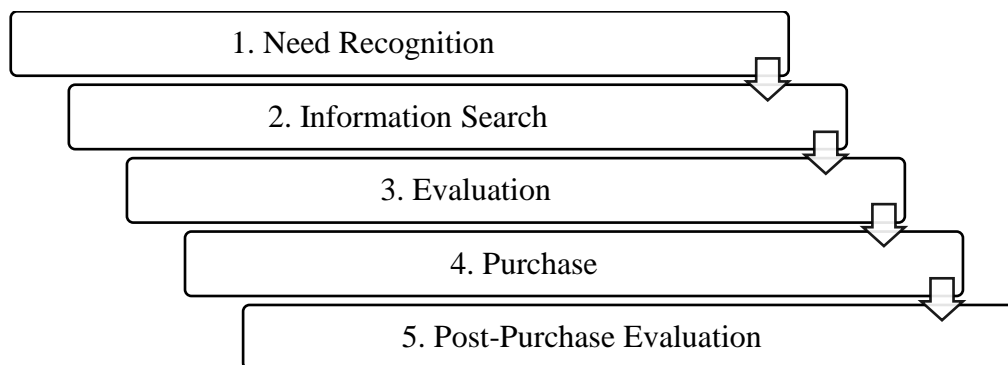 1. Need Recognition
2. Information Search
3. Evaluation
4. Purchase
5. Post-Purchase Evaluation